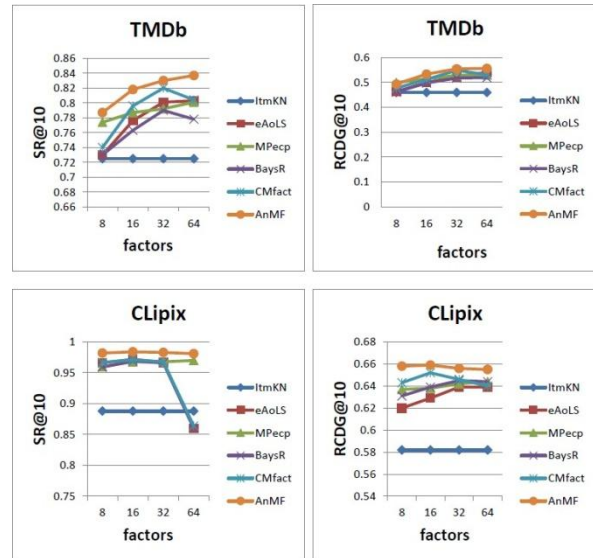 TMDb
SR@10
0.86
0.84
0.82
0.8
0.78
0.76
0.74
0.72
0.7
0.68
0.66
8 16 32 64
factors
ItmKN
eAoLS
MPecp
BaysR
CMfact
AnMF
TMDb
RCDG@10
0.6
0.5
0.4
0.3
0.2
0.1
0
8 16 32 64
factors
ItmKN
eAoLS
MPecp
BaysR
CMfact
AnMF
CLipix
SR@10
1
0.95
0.9
0.85
0.8
0.75
8 16 32 64
factors
ItmKN
eAoLS
MPecp
BaysR
CMfact
AnMF
CLipix
RCDG@10
0.68
0.66
0.64
0.62
0.6
0.58
0.56
0.54
8 16 32 64
factors
ItmKN
eAoLS
MPecp
BaysR
CMfact
AnMF